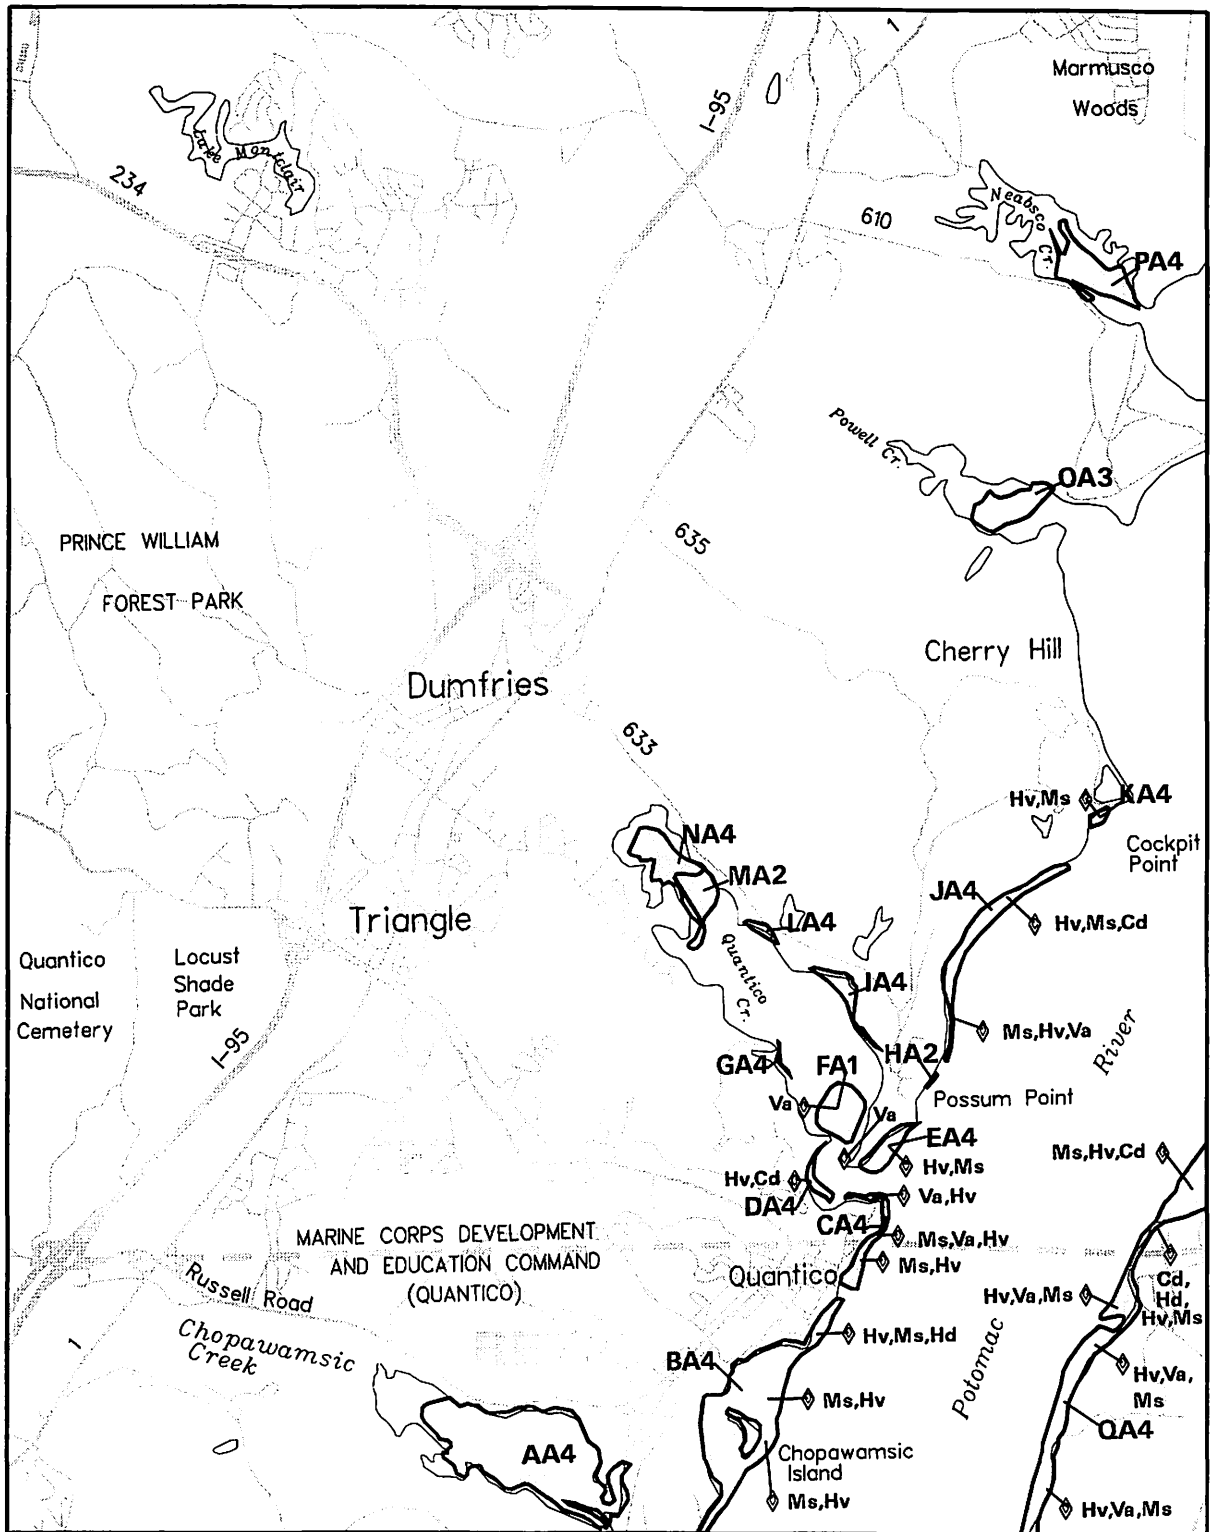 1
Marmusco
Woods
I-95
Lake Montclair
234
Neabsco Cr.
610
PA4
Powell Cr.
OA3
635
PRINCE WILLIAM
FOREST PARK
Cherry Hill
Dumfries
633
Hv,Ms
KA4
Cockpit
Point
NA4
MA2
JA4
LA4
Hv,Ms,Cd
Triangle
Quantico
National
Cemetery
Locust
Shade
Park
Quantico Cr.
IA4
I-95
Ms,Hv,Va
River
HA2
GA4
FA1
Va
Possum Point
Va
EA4
Hv,Ms
Ms,Hv,Cd
Hv,Cd
DA4
Va,Hv
CA4
Ms,Va,Hv
Ms,Hv
MARINE CORPS DEVELOPMENT
AND EDUCATION COMMAND
(QUANTICO)
Quantico
Russell Road
Cd,
Hd,
Hv,Ms
Hv,Va,Ms
1
Chopawamsic
Creek
Hv,Ms,Hd
BA4
Potomac
Hv,Va,
Ms
Ms,Hv
QA4
AA4
Chopawamsic
Island
Ms,Hv
Hv,Va,Ms